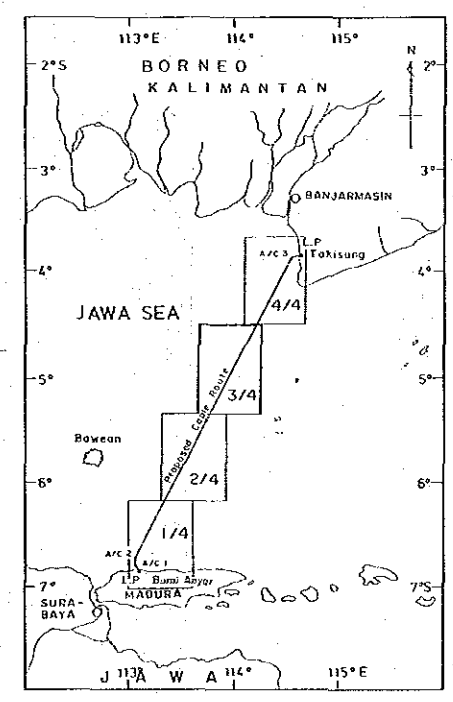 113°E 114° 115°
2°S BORNEO N 2°
KALIMANTAN
3° 3°
BANJARMASIN
L.P
A/C 3 Takisung
4° 4°
4/4
JAWA SEA
3/4
5° 5°
Proposed Cable Route
Bawean
6° 2/4 6°
1/4
A/C 2
A/C 1
L.P Bumi Anyar
7° MADURA 7°S
SURA-
BAYA
JAWA
113° 114° 115°E